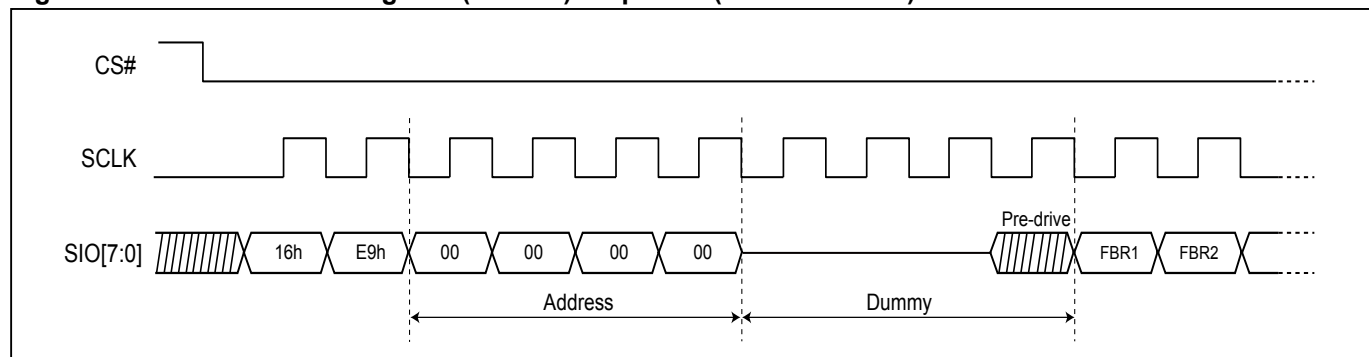 CS#
SCLK
Pre-drive
SIO[7:0] 16h E9h 00 00 00 00 FBR1 FBR2
Address Dummy